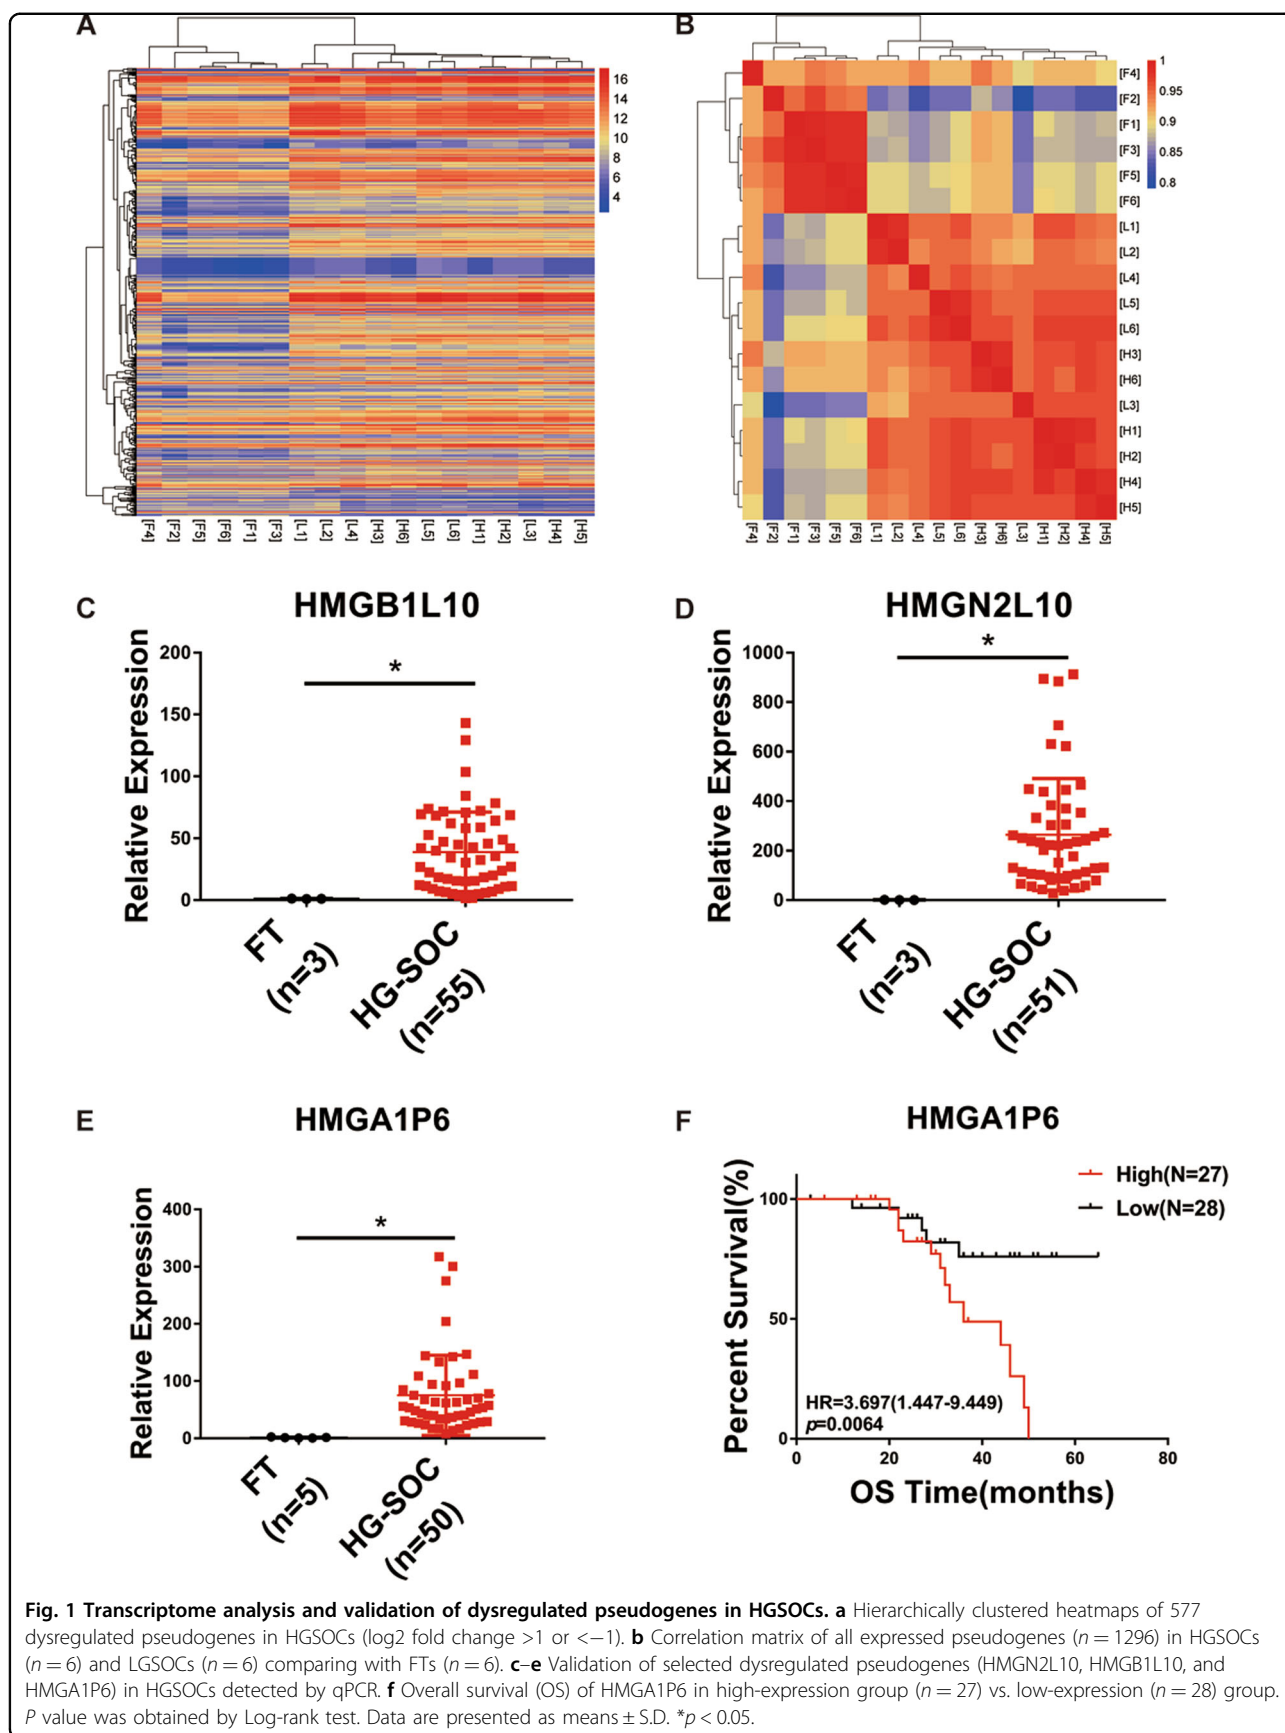 A
16
14
12
10
8
6
4
[F4] [F2] [F5] [F6] [F1] [F3] [L1] [L2] [L4] [H3] [H6] [L5] [L6] [H1] [H2] [L3] [H4] [H5]
B
1
0.95
0.9
0.85
0.8
[F4]
[F2]
[F1]
[F3]
[F5]
[F6]
[L1]
[L2]
[L4]
[L5]
[L6]
[H3]
[H6]
[L3]
[H1]
[H2]
[H4]
[H5]
[F4] [F2] [F1] [F3] [F5] [F6] [L1] [L2] [L4] [L5] [L6] [H3] [H6] [L3] [H1] [H2] [H4] [H5]
C
HMGB1L10
Relative Expression
200
150
100
50
0
*
FT
(n=3)
HG-SOC
(n=55)
D
HMGN2L10
Relative Expression
1000
800
600
400
200
0
*
FT
(n=3)
HG-SOC
(n=51)
E
HMGA1P6
Relative Expression
400
300
200
100
0
*
FT
(n=5)
HG-SOC
(n=50)
F
HMGA1P6
Percent Survival(%)
100
50
0
High(N=27)
Low(N=28)
HR=3.697(1.447-9.449)
p=0.0064
0 20 40 60 80
OS Time(months)
Fig. 1 Transcriptome analysis and validation of dysregulated pseudogenes in HGSOCs. a Hierarchically clustered heatmaps of 577
dysregulated pseudogenes in HGSOCs (log2 fold change >1 or <−1). b Correlation matrix of all expressed pseudogenes (n = 1296) in HGSOCs
(n = 6) and LGSOCs (n = 6) comparing with FTs (n = 6). c–e Validation of selected dysregulated pseudogenes (HMGN2L10, HMGB1L10, and
HMGA1P6) in HGSOCs detected by qPCR. f Overall survival (OS) of HMGA1P6 in high-expression group (n = 27) vs. low-expression (n = 28) group.
P value was obtained by Log-rank test. Data are presented as means ± S.D. *p < 0.05.